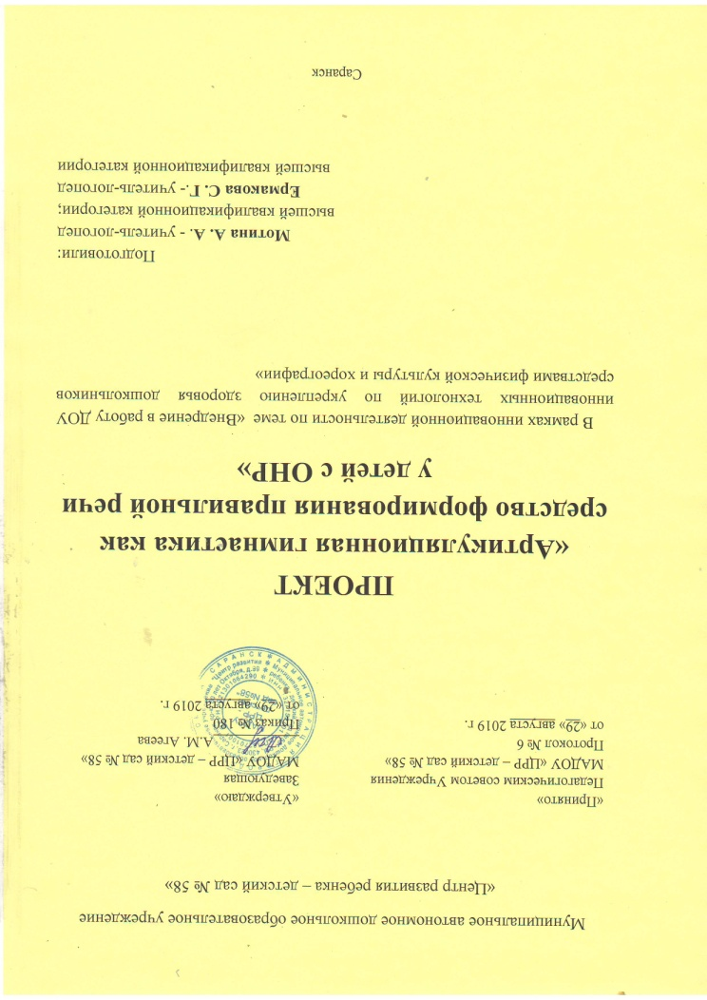 Муниципальное автономное дошкольное образовательное учреждение
«Центр развития ребенка – детский сад № 58»
«Принято»
Педагогическим советом Учреждения
МАДОУ «ЦРР – детский сад № 58»
Протокол № 6
от «29» августа 2019 г.
«Утверждаю»
Заведующая
МАДОУ «ЦРР – детский сад № 58»
А.М. Агеева
Приказ № 180
от «29» августа 2019 г.
ПРОЕКТ
«Артикуляционная гимнастика как
средство формирования правильной речи
у детей с ОНР»
В рамках инновационной деятельности по теме «Внедрение в работу ДОУ
инновационных технологий по укреплению здоровья дошкольников
средствами физической культуры и хореографии»
Подготовили:
Мотина А. А. - учитель-логопед
высшей квалификационной категории;
Ермакова С. Г.- учитель-логопед
высшей квалификационной категории
Саранск